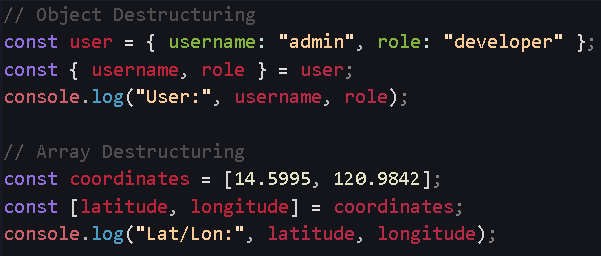 // Object Destructuring
const user = { username: "admin", role: "developer" };
const { username, role } = user;
console.log("User:", username, role);

// Array Destructuring
const coordinates = [14.5995, 120.9842];
const [latitude, longitude] = coordinates;
console.log("Lat/Lon:", latitude, longitude);